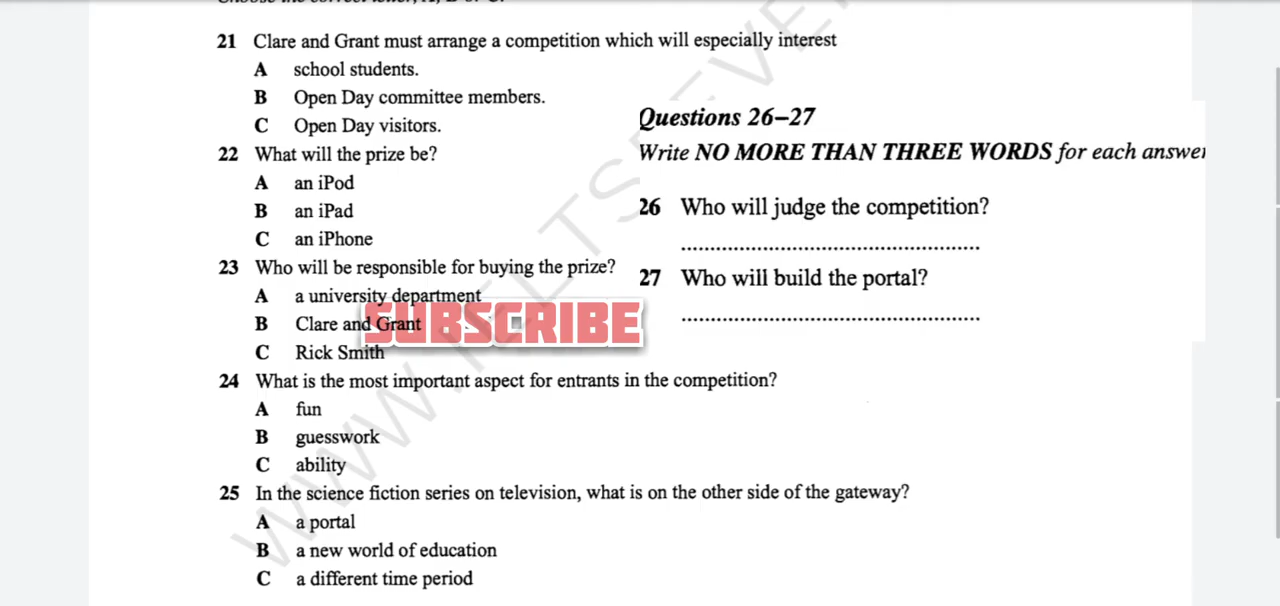 21 Clare and Grant must arrange a competition which will especially interest
A school students.
B Open Day committee members.
C Open Day visitors.
22 What will the prize be?
A an iPod
B an iPad
C an iPhone
23 Who will be responsible for buying the prize?
A a university department
B Clare and Grant
C Rick Smith
24 What is the most important aspect for entrants in the competition?
A fun
B guesswork
C ability
25 In the science fiction series on television, what is on the other side of the gateway?
A a portal
B a new world of education
C a different time period
Questions 26–27
Write NO MORE THAN THREE WORDS for each answer
26 Who will judge the competition?
27 Who will build the portal?
SUBSCRIBE